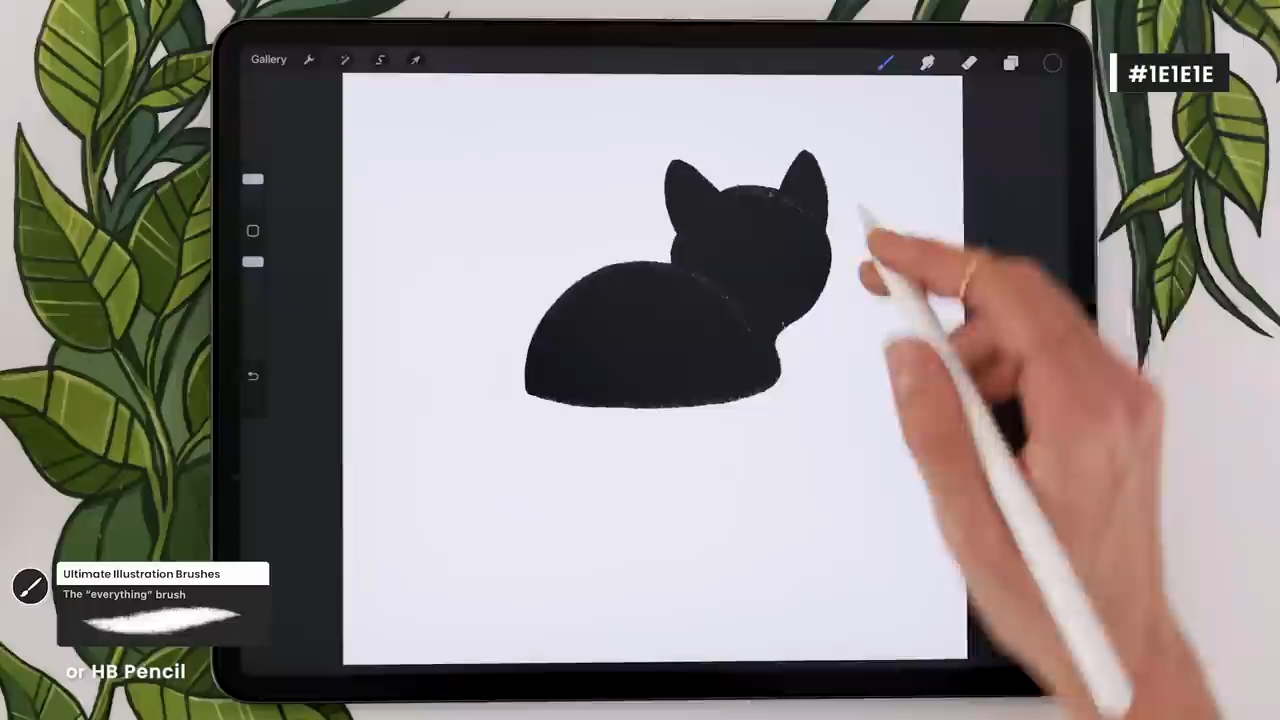 Gallery
#1E1E1E
Ultimate Illustration Brushes
The “everything” brush
or HB Pencil